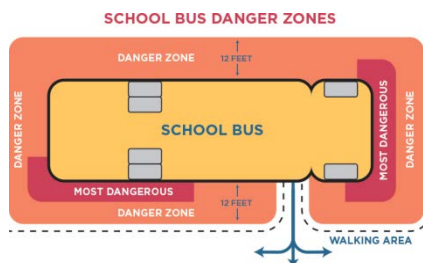 SCHOOL BUS DANGER ZONES
DANGER ZONE
12 FEET
DANGER ZONE
SCHOOL BUS
MOST DANGEROUS
DANGER ZONE
MOST DANGEROUS
DANGER ZONE
12 FEET
WALKING AREA